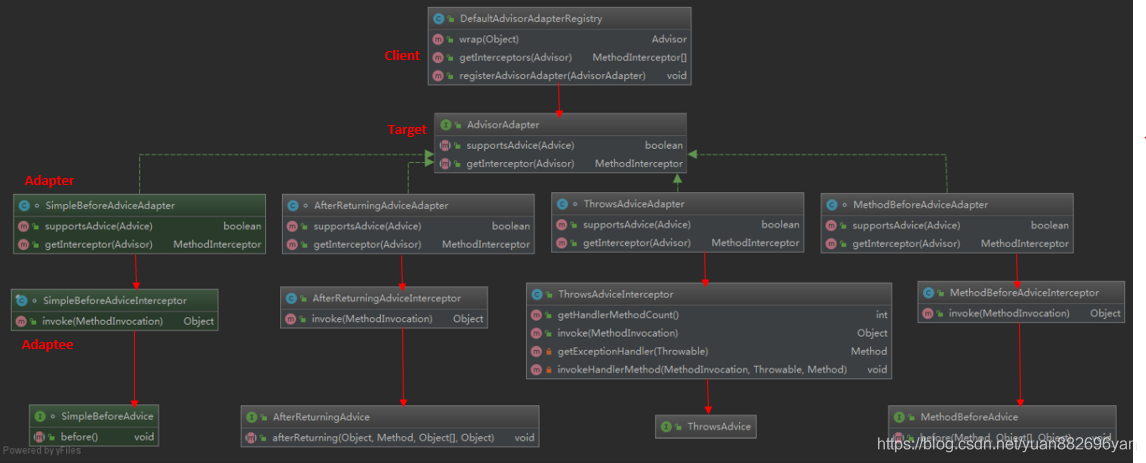 DefaultAdvisorAdapterRegistry
wrap(Object) Advisor
Client
getInterceptors(Advisor) MethodInterceptor[]
registerAdvisorAdapter(AdvisorAdapter) void
AdvisorAdapter
Target
supportsAdvice(Advice) boolean
getInterceptor(Advisor) MethodInterceptor
Adapter
SimpleBeforeAdviceAdapter
supportsAdvice(Advice) boolean
getInterceptor(Advisor) MethodInterceptor
AfterReturningAdviceAdapter
supportsAdvice(Advice) boolean
getInterceptor(Advisor) MethodInterceptor
ThrowsAdviceAdapter
supportsAdvice(Advice) boolean
getInterceptor(Advisor) MethodInterceptor
MethodBeforeAdviceAdapter
supportsAdvice(Advice) boolean
getInterceptor(Advisor) MethodInterceptor
SimpleBeforeAdviceInterceptor
invoke(MethodInvocation) Object
Adaptee
AfterReturningAdviceInterceptor
invoke(MethodInvocation) Object
ThrowsAdviceInterceptor
getHandlerMethodCount() int
invoke(MethodInvocation) Object
getExceptionHandler(Throwable) Method
invokeHandlerMethod(MethodInvocation, Throwable, Method) void
MethodBeforeAdviceInterceptor
invoke(MethodInvocation) Object
SimpleBeforeAdvice
before() void
AfterReturningAdvice
afterReturning(Object, Method, Object[], Object) void
ThrowsAdvice
MethodBeforeAdvice
before(Method, Object[], Object) void
Powered by yFiles
https://blog.csdn.net/yuan882696yan